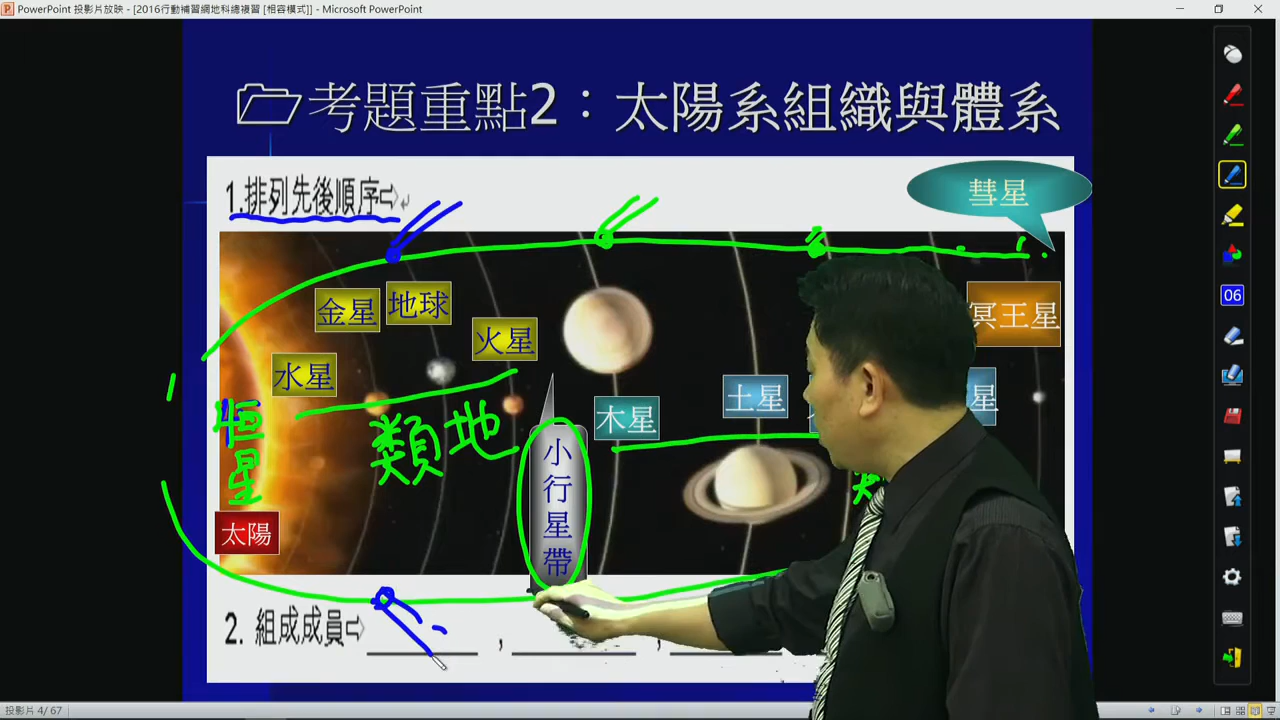 PowerPoint 投影片放映 - [2016行動補習網地科總複習 [相容模式]] - Microsoft PowerPoint
考題重點2：太陽系組織與體系
1.排列先後順序⇨
彗星
金星
地球
火星
水星
冥王星
木星
土星
星
恒星
類地
小行星帶
太陽
2. 組成成員⇨
，
，
06
投影片 4/67